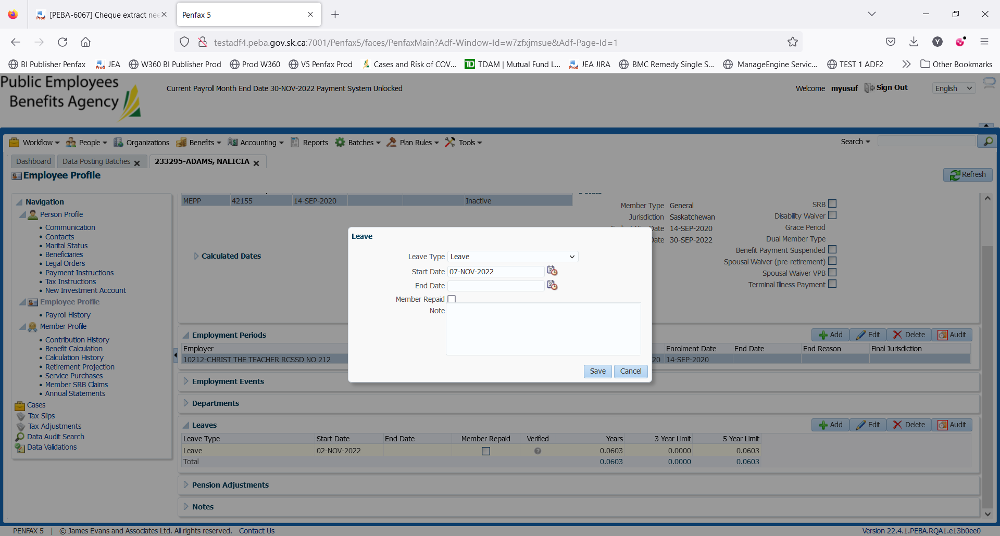 [PEBA-6067] Cheque extract nee
Penfax 5
testadf4.peba.gov.sk.ca:7001/Penfax5/faces/PenfaxMain?Adf-Window-Id=w7zfxjmsue&Adf-Page-Id=1
Y
BI Publisher Penfax
JEA
W360 BI Publisher Prod
Prod W360
V5 Penfax Prod
Cases and Risk of COV...
TDAM | Mutual Fund L...
JEA JIRA
BMC Remedy Single S...
ManageEngine Servic...
TEST 1 ADF2
Other Bookmarks
Public Employees
Benefits Agency
Current Payroll Month End Date 30-NOV-2022 Payment System Unlocked
Welcome myusuf Sign Out English
Workflow People Organizations Benefits Accounting Reports Batches Plan Rules Tools Search
Dashboard Data Posting Batches 233295-ADAMS, NALICIA
Employee Profile
Refresh
Navigation
Person Profile
Communication
Contacts
Marital Status
Beneficiaries
Legal Orders
Payment Instructions
Tax Instructions
New Investment Account
Employee Profile
Payroll History
Member Profile
Contribution History
Benefit Calculation
Calculation History
Retirement Projection
Service Purchases
Member SRB Claims
Annual Statements
Cases
Tax Slips
Tax Adjustments
Data Audit Search
Data Validations
MEPP 42155 14-SEP-2020 Inactive
Calculated Dates
Member Type General
Jurisdiction Saskatchewan
Date 14-SEP-2020
Date 30-SEP-2022
SRB
Disability Waiver
Grace Period
Dual Member Type
Benefit Payment Suspended
Spousal Waiver (pre-retirement)
Spousal Waiver VPB
Terminal Illness Payment
Leave
Leave Type Leave
Start Date 07-NOV-2022
End Date
Member Repaid
Note
Save Cancel
Employment Periods
Add Edit Delete Audit
Employer Enrolment Date End Date End Reason Final Jurisdiction
10212-CHRIST THE TEACHER RCSSD NO 212 20 14-SEP-2020
Employment Events
Departments
Leaves
Add Edit Delete Audit
Leave Type Start Date End Date Member Repaid Verified Years 3 Year Limit 5 Year Limit
Leave 02-NOV-2022 0.0603 0.0000 0.0603
Total 0.0603 0.0000 0.0603
Pension Adjustments
Notes
PENFAX 5 | © James Evans and Associates Ltd. All rights reserved. Contact Us
Version 22.4.1.PEBA.RQA1.e13b0ee0